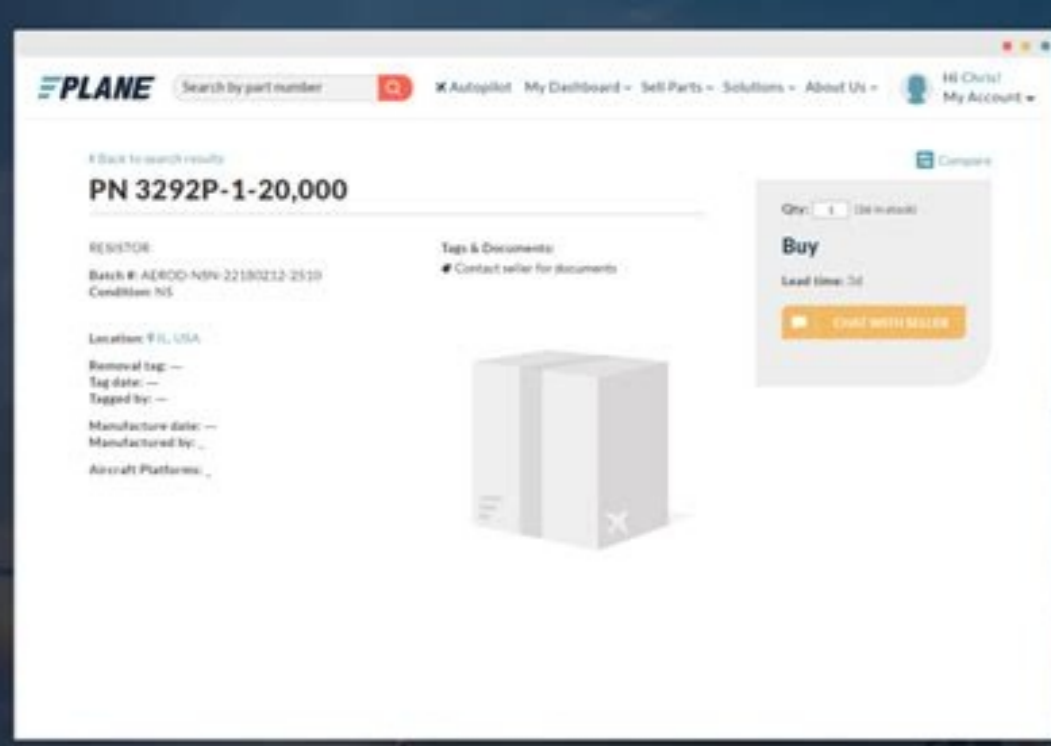 EPLANE
Search by part number
Autopilot My Dashboard Sell Parts Solutions About Us
Hi Chris!
My Account
Back to search results
Compare
PN 3292P-1-20,000
Qty: 1 in stock)
RESISTOR
Tags & Documents:
Buy
Batch #: AEROD-NSN-22180212-2510
Contact seller for documents
Condition: NS
Lead time: 3d
CHAT WITH SELLER
Location: IL, USA
Removal tag: —
Tag date: —
Tagged by: —
Manufacture date: —
Manufactured by: _
Aircraft Platforms: _